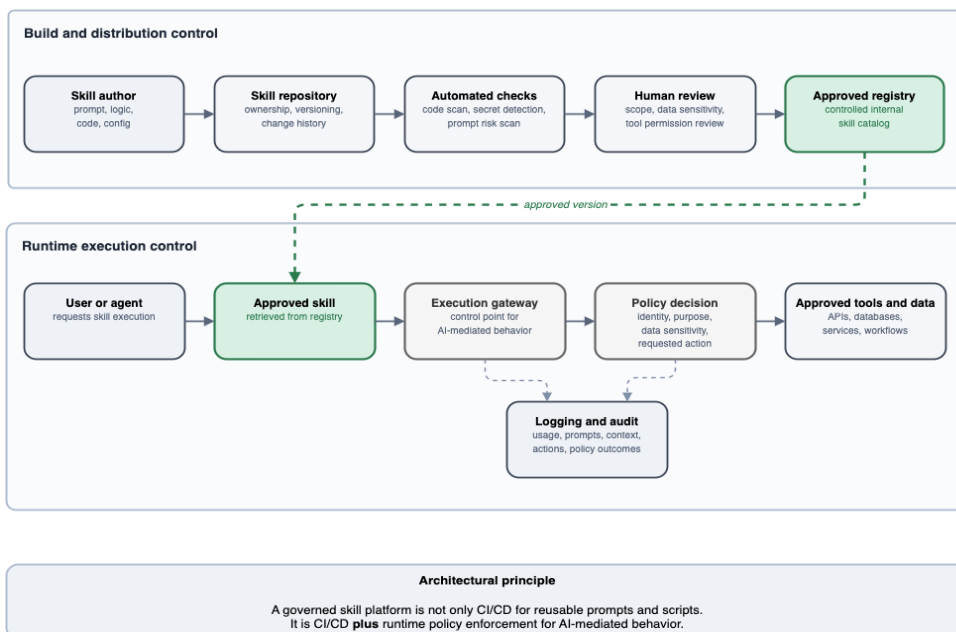 Build and distribution control
Skill author
prompt, logic,
code, config
Skill repository
ownership, versioning,
change history
Automated checks
code scan, secret detection,
prompt risk scan
Human review
scope, data sensitivity,
tool permission review
Approved registry
controlled internal
skill catalog
approved version
Runtime execution control
User or agent
requests skill execution
Approved skill
retrieved from registry
Execution gateway
control point for
AI-mediated behavior
Policy decision
identity, purpose,
data sensitivity,
requested action
Approved tools and data
APIs, databases,
services, workflows
Logging and audit
usage, prompts, context,
actions, policy outcomes
Architectural principle
A governed skill platform is not only CI/CD for reusable prompts and scripts.
It is CI/CD plus runtime policy enforcement for AI-mediated behavior.